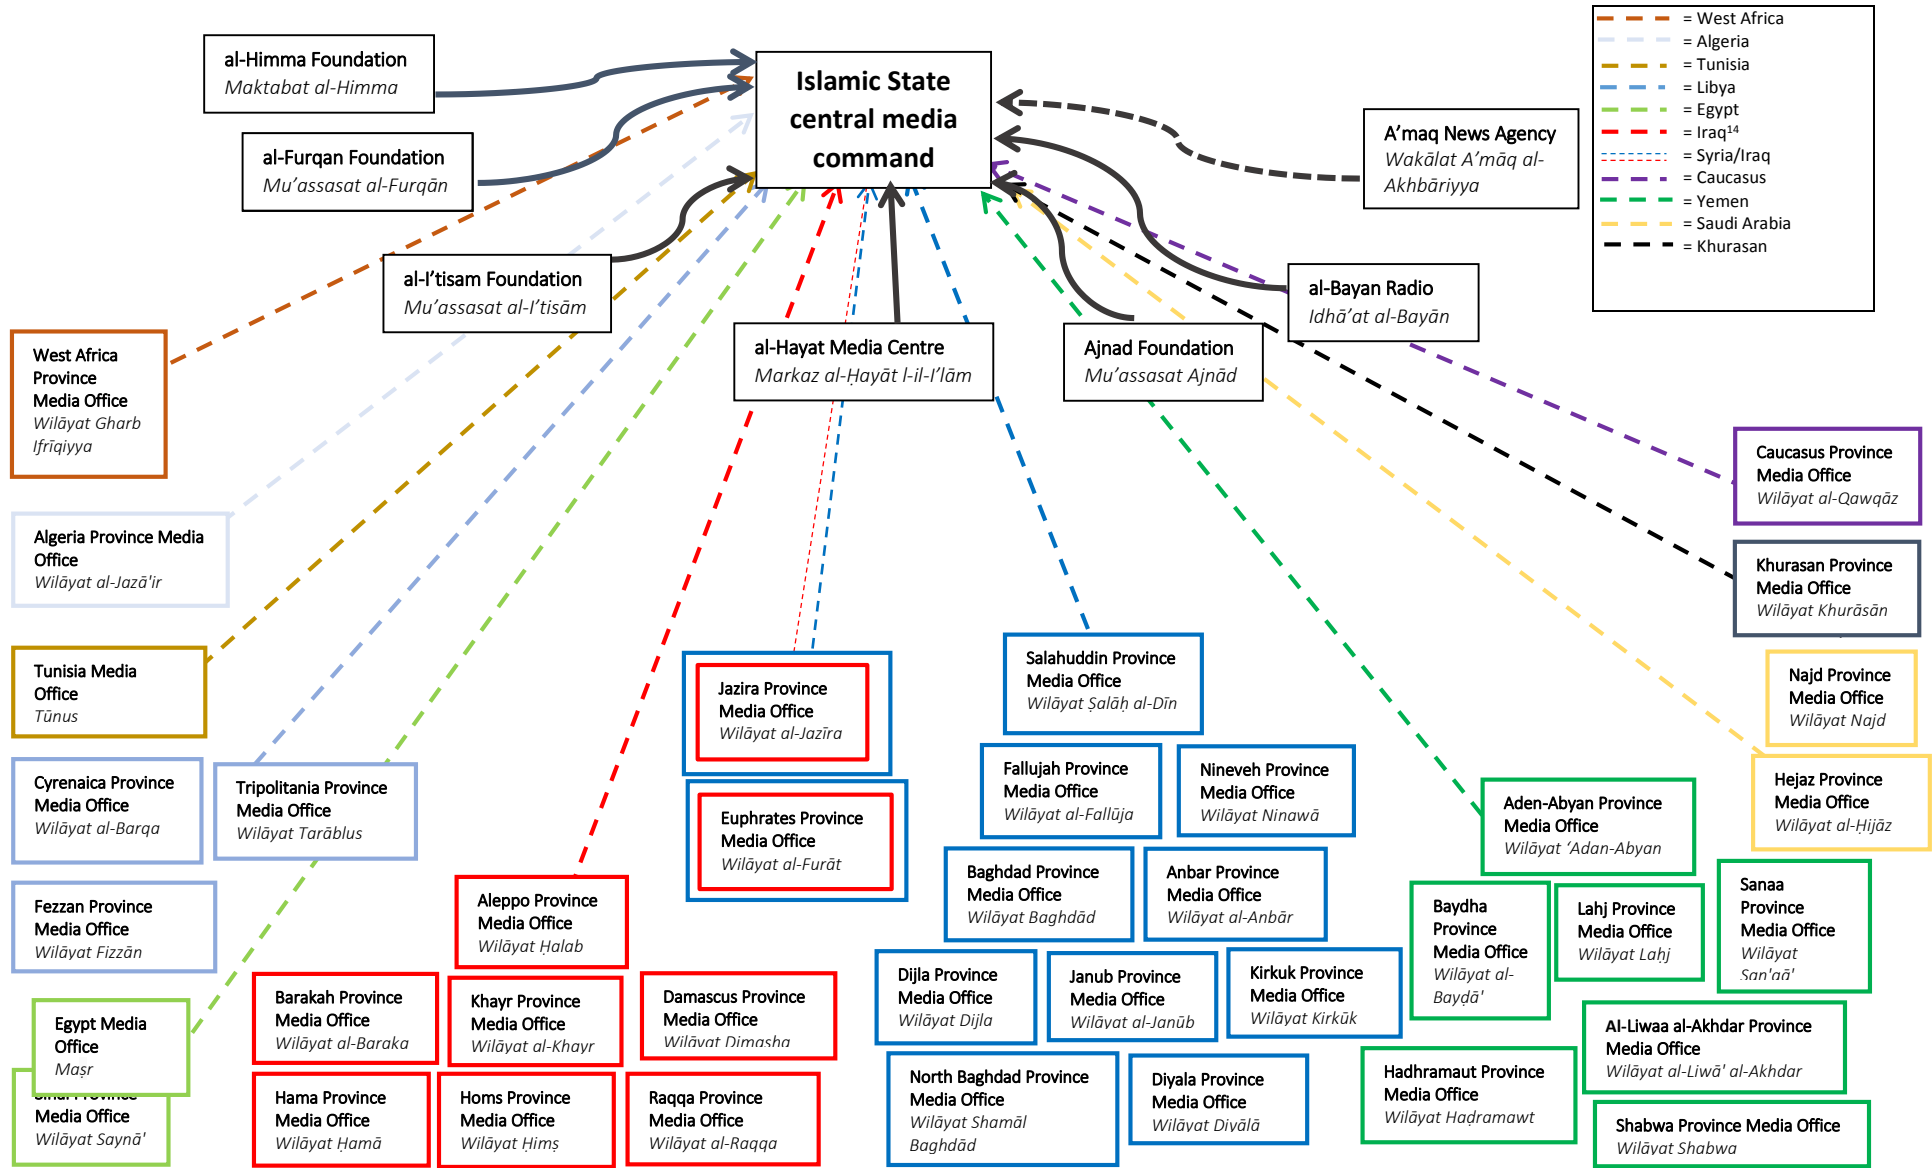 al-Himma Foundation
Maktabat al-Himma
al-Furqan Foundation
Mu’assasat al-Furqān
al-I’tisam Foundation
Mu’assasat al-I’tisām
Islamic State
central media
command
al-Hayat Media Centre
Markaz al-Ḥayāt l-il-I’lām
Ajnad Foundation
Mu’assasat Ajnād
al-Bayan Radio
Idhā’at al-Bayān
A’maq News Agency
Wakālat A’māq al-
Akhbāriyya
= West Africa
= Algeria
= Tunisia
= Libya
= Egypt
= Iraq¹⁴
= Syria/Iraq
= Caucasus
= Yemen
= Saudi Arabia
= Khurasan
West Africa
Province
Media Office
Wilāyat Gharb
Ifrīqiyya
Algeria Province Media
Office
Wilāyat al-Jazā'ir
Tunisia Media
Office
Tūnus
Cyrenaica Province
Media Office
Wilāyat al-Barqa
Tripolitania Province
Media Office
Wilāyat Tarāblus
Fezzan Province
Media Office
Wilāyat Fizzān
Egypt Media
Office
Maṣr
Media Office
Wilāyat Saynā'
Aleppo Province
Media Office
Wilāyat Ḥalab
Barakah Province
Media Office
Wilāyat al-Baraka
Khayr Province
Media Office
Wilāyat al-Khayr
Damascus Province
Media Office
Wilāyat Dimasha
Hama Province
Media Office
Wilāyat Ḥamā
Homs Province
Media Office
Wilāyat Ḥimṣ
Raqqa Province
Media Office
Wilāyat al-Raqqa
Jazira Province
Media Office
Wilāyat al-Jazīra
Euphrates Province
Media Office
Wilāyat al-Furāt
Salahuddin Province
Media Office
Wilāyat Ṣalāḥ al-Dīn
Fallujah Province
Media Office
Wilāyat al-Fallūja
Nineveh Province
Media Office
Wilāyat Ninawā
Baghdad Province
Media Office
Wilāyat Baghdād
Anbar Province
Media Office
Wilāyat al-Anbār
Dijla Province
Media Office
Wilāyat Dijla
Janub Province
Media Office
Wilāyat al-Janūb
Kirkuk Province
Media Office
Wilāyat Kirkūk
North Baghdad Province
Media Office
Wilāyat Shamāl
Baghdād
Diyala Province
Media Office
Wilāyat Diyālā
Caucasus Province
Media Office
Wilāyat al-Qawqāz
Khurasan Province
Media Office
Wilāyat Khurāsān
Najd Province
Media Office
Wilāyat Najd
Hejaz Province
Media Office
Wilāyat al-Ḥijāz
Aden-Abyan Province
Media Office
Wilāyat ‘Adan-Abyan
Baydha
Province
Media Office
Wilāyat al-
Bayḍā'
Lahj Province
Media Office
Wilāyat Laḥj
Sanaa
Province
Media Office
Wilāyat
Ṣan'aā'
Al-Liwaa al-Akhdar Province
Media Office
Wilāyat al-Liwā' al-Akhdar
Hadhramaut Province
Media Office
Wilāyat Ḥaḍramawt
Shabwa Province Media Office
Wilāyat Shabwa